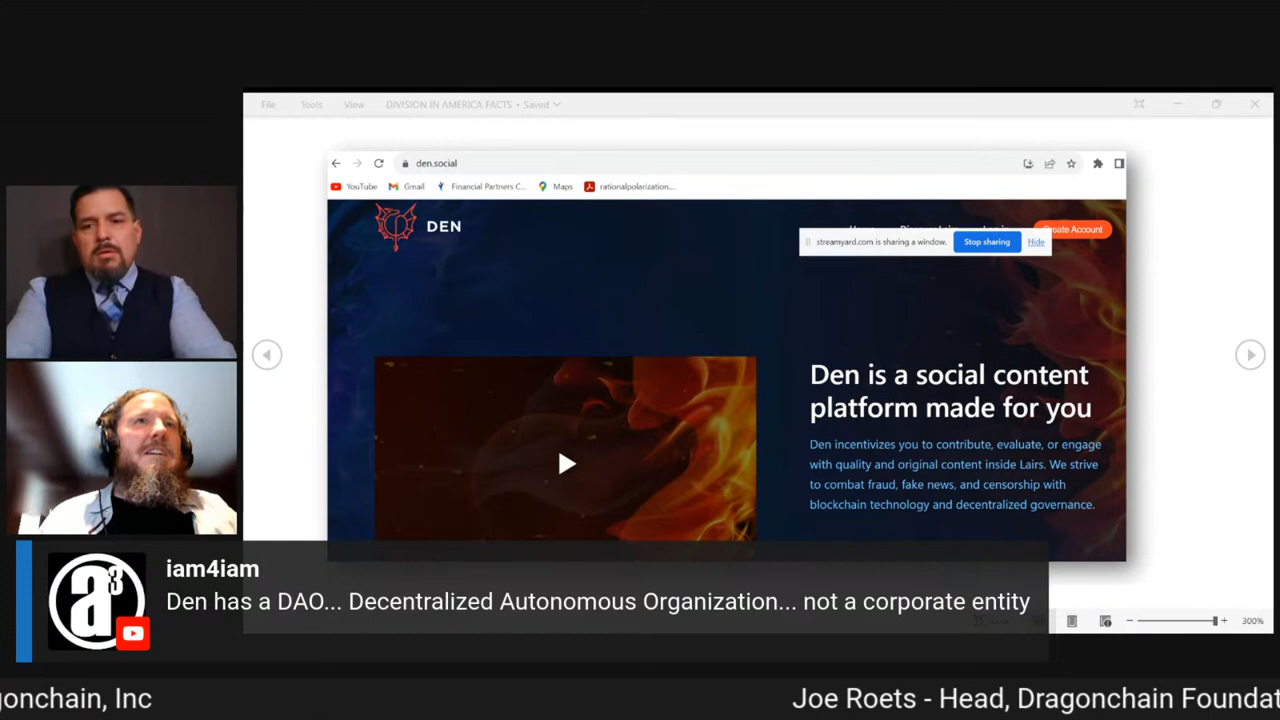 File Tools View DIVISION IN AMERICA FACTS • Saved
den.social
YouTube Gmail Financial Partners C... Maps rationalpolarization....
DEN
Create Account
streamyard.com is sharing a window. Stop sharing Hide
Den is a social content
platform made for you
Den incentivizes you to contribute, evaluate, or engage
with quality and original content inside Lairs. We strive
to combat fraud, fake news, and censorship with
blockchain technology and decentralized governance.
a3
iam4iam
Den has a DAO... Decentralized Autonomous Organization... not a corporate entity
300%
gonchain, Inc
Joe Roets - Head, Dragonchain Foundat